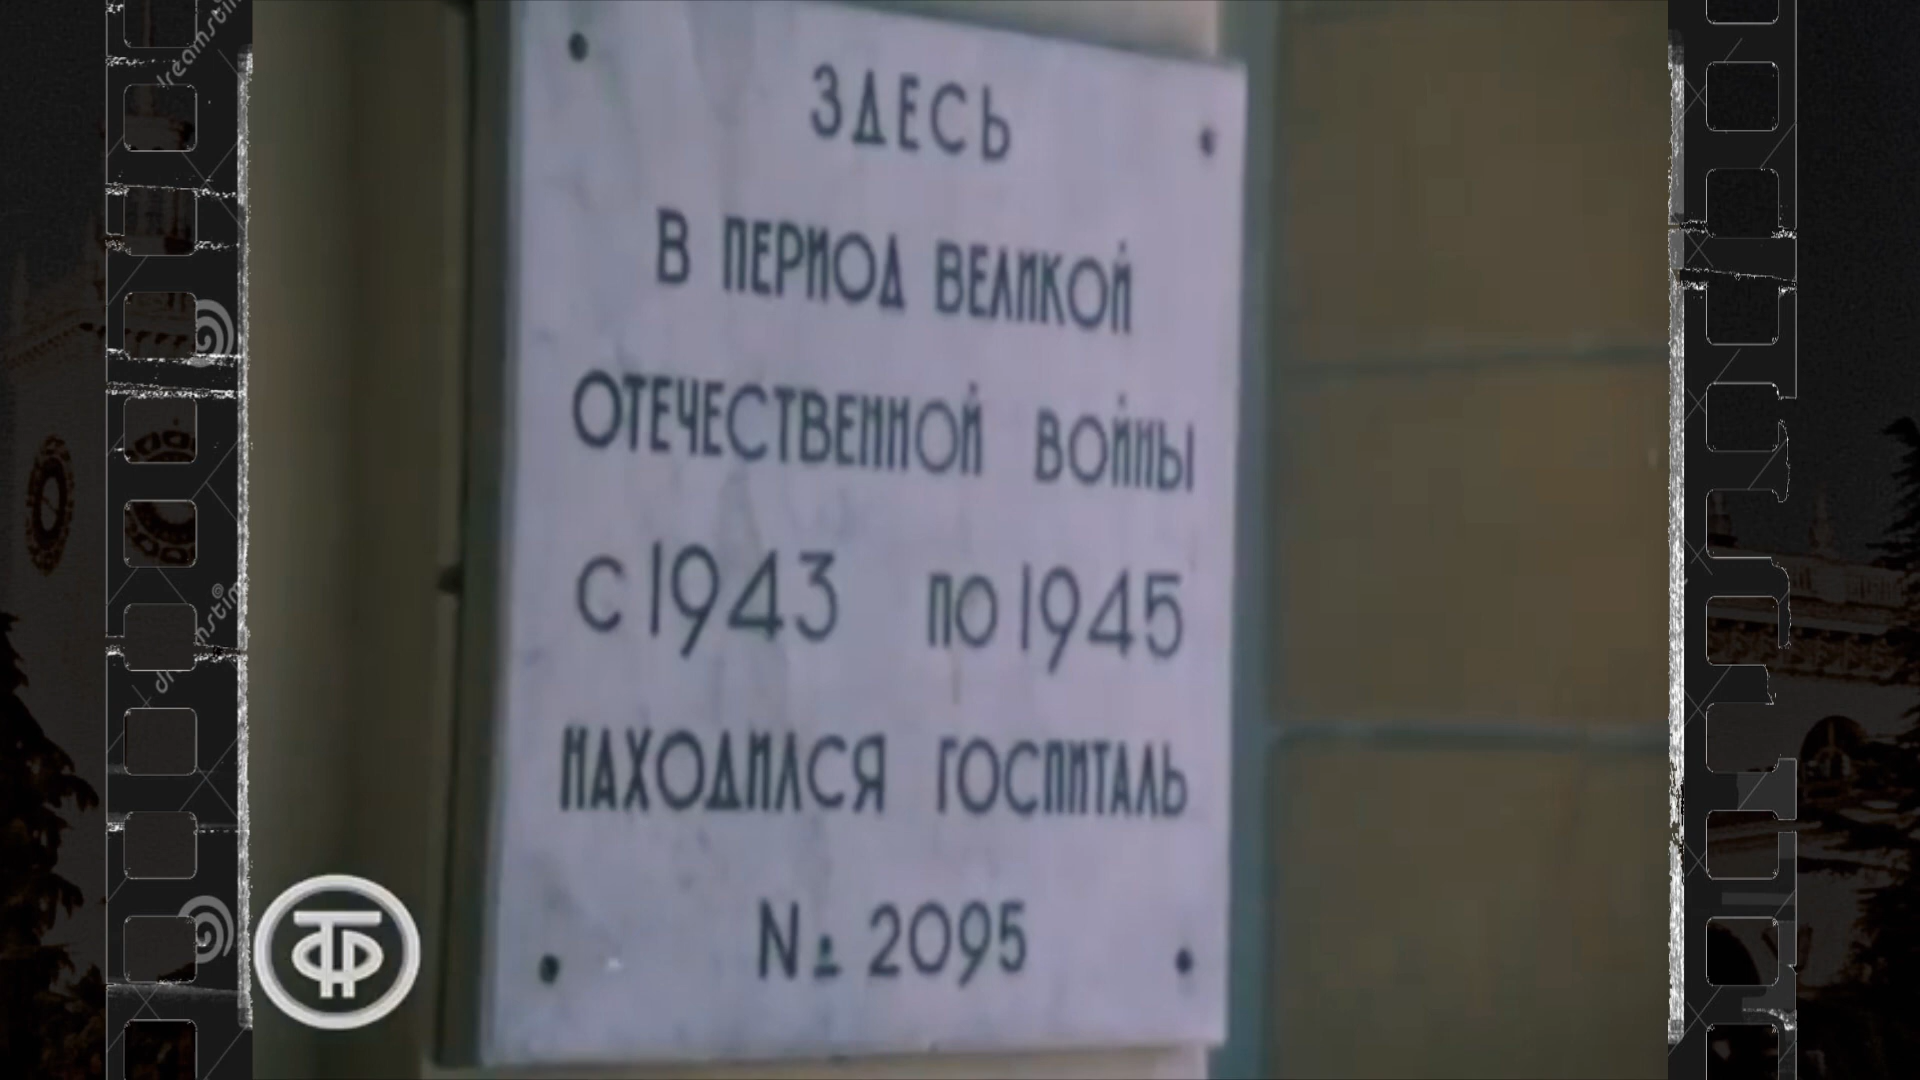 ЗДЕСЬ
В ПЕРИОД ВЕЛИКОЙ
ОТЕЧЕСТВЕННОЙ ВОЙНЫ
С 1943 ПО 1945
НАХОДИЛСЯ ГОСПИТАЛЬ
№ 2095